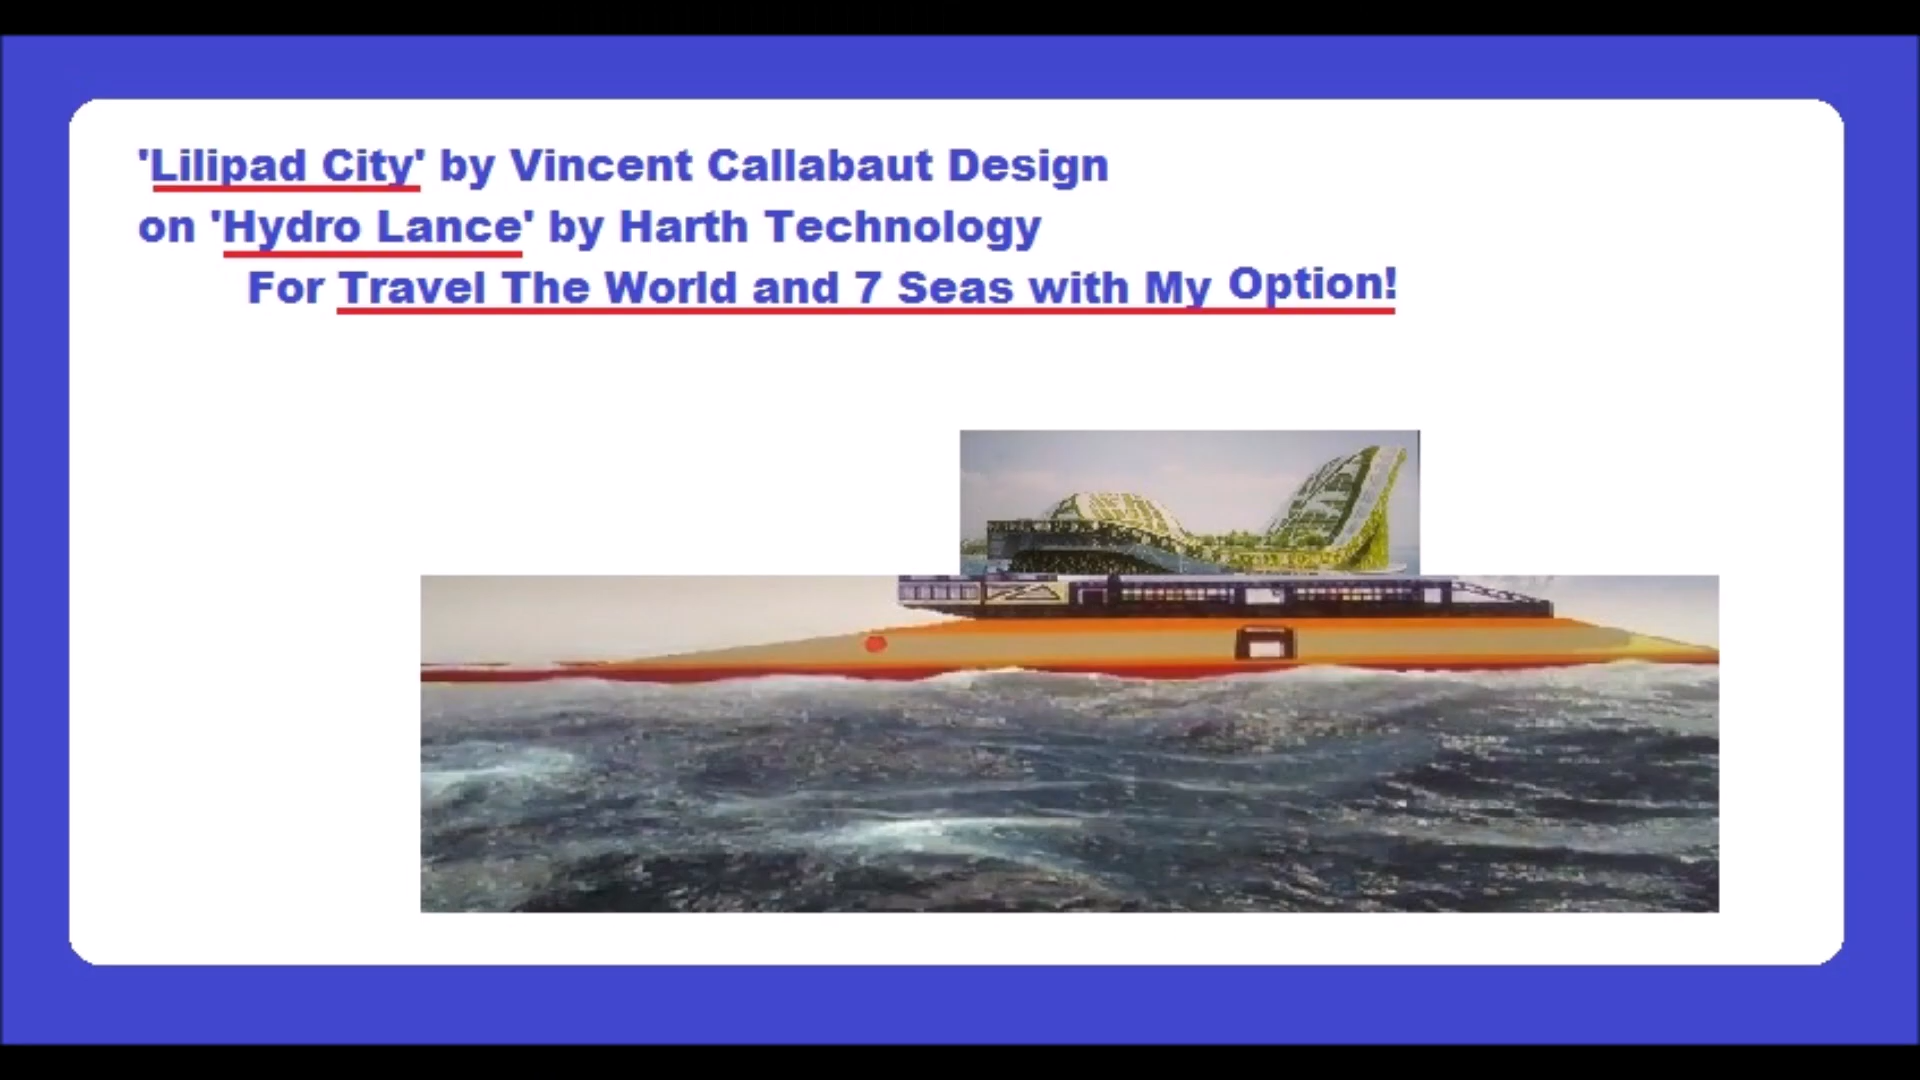 'Lilipad City' by Vincent Callabaut Design
on 'Hydro Lance' by Harth Technology
For Travel The World and 7 Seas with My Option!